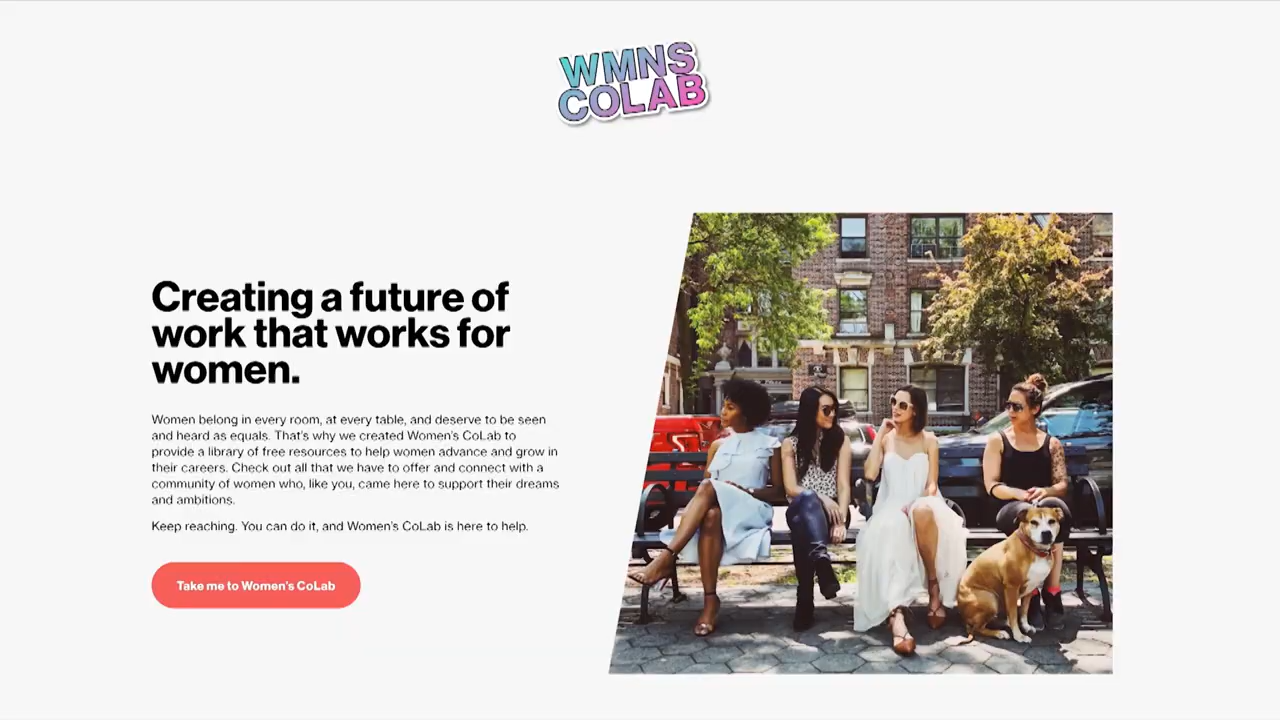 WMNS
COLAB
Creating a future of
work that works for
women.
Women belong in every room, at every table, and deserve to be seen
and heard as equals. That's why we created Women's CoLab to
provide a library of free resources to help women advance and grow in
their careers. Check out all that we have to offer and connect with a
community of women who, like you, came here to support their dreams
and ambitions.
Keep reaching. You can do it, and Women's CoLab is here to help.
Take me to Women's CoLab